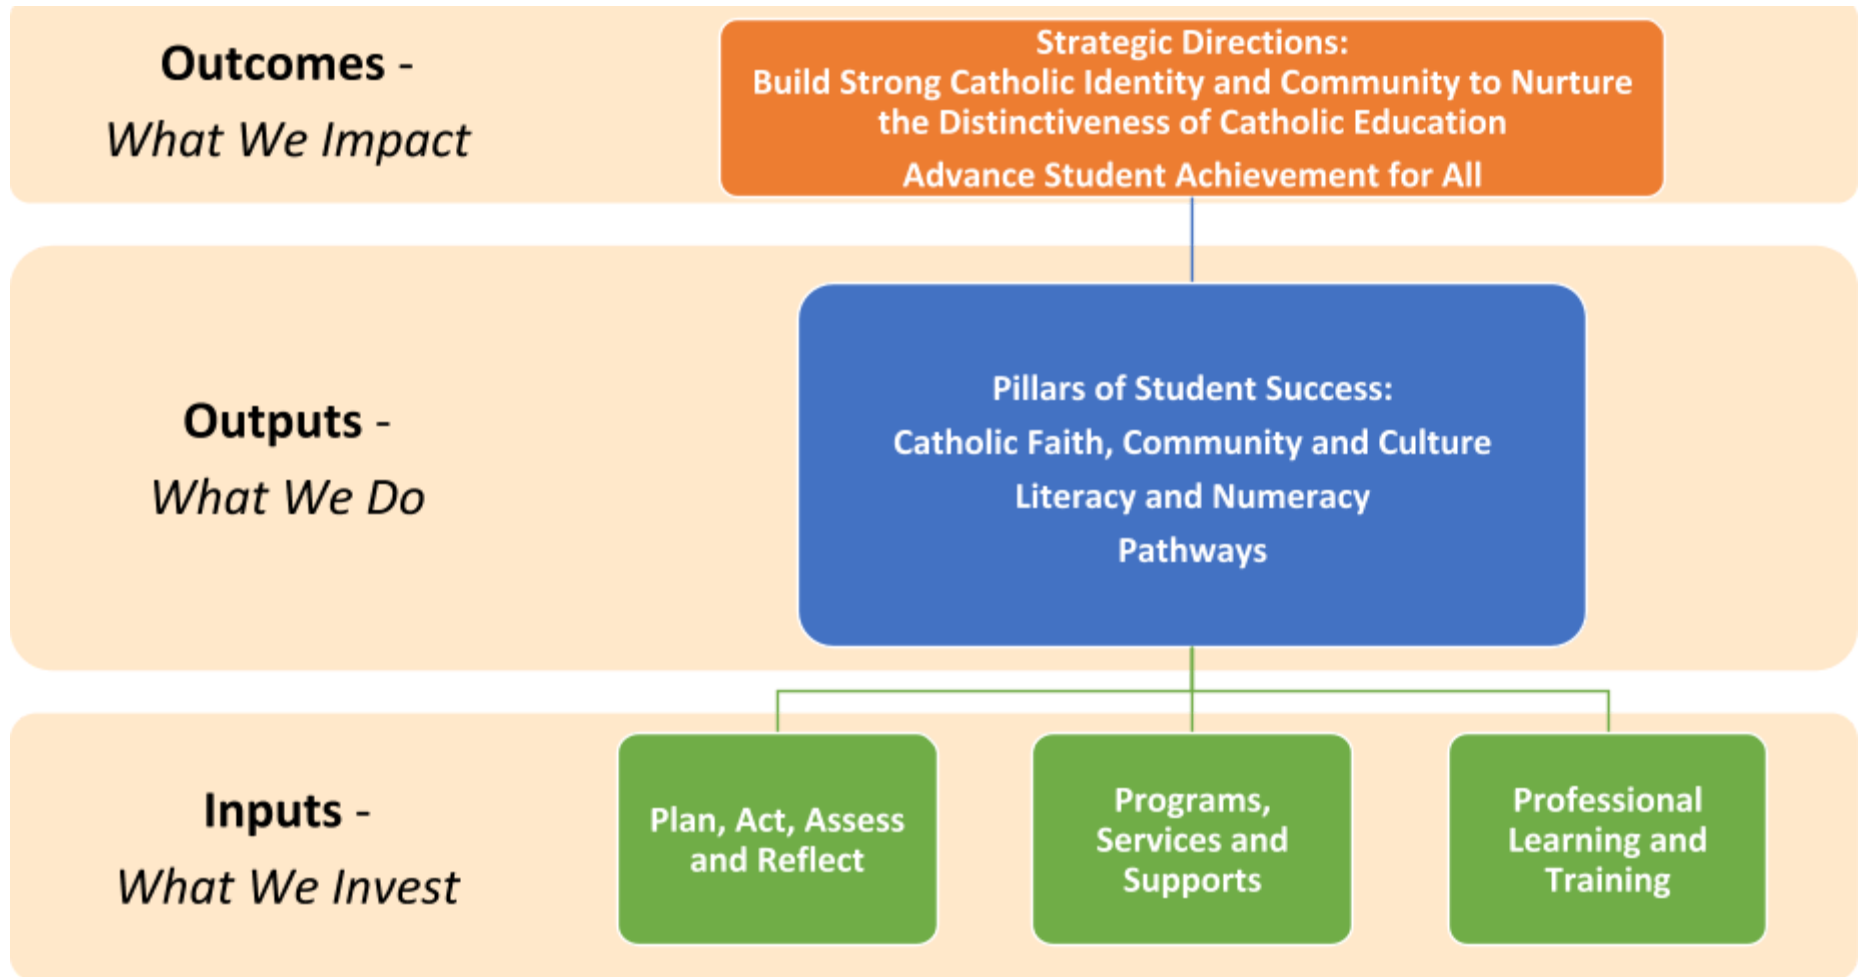 Outcomes -
What We Impact
Strategic Directions:
Build Strong Catholic Identity and Community to Nurture
the Distinctiveness of Catholic Education
Advance Student Achievement for All
Outputs -
What We Do
Pillars of Student Success:
Catholic Faith, Community and Culture
Literacy and Numeracy
Pathways
Inputs -
What We Invest
Plan, Act, Assess
and Reflect
Programs,
Services and
Supports
Professional
Learning and
Training